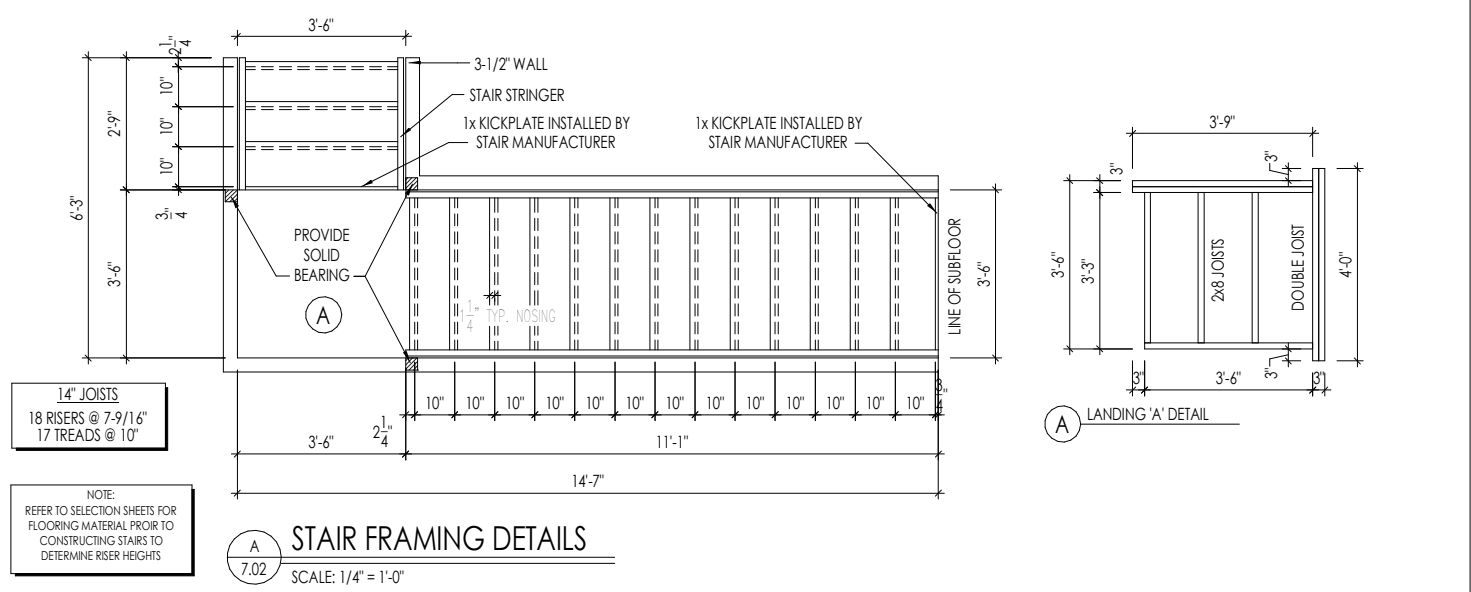 3'-6"
2 1/4"
10"
10"
10"
3/4"
2'-9"
3'-6"
6'-3"
3-1/2" WALL
STAIR STRINGER
1x KICKPLATE INSTALLED BY
STAIR MANUFACTURER
1x KICKPLATE INSTALLED BY
STAIR MANUFACTURER
PROVIDE
SOLID
BEARING
A
1 1/4" TYP. NOSING
LINE OF SUBFLOOR
3'-6"
10" 10" 10" 10" 10" 10" 10" 10" 10" 10" 10" 10" 10" 3/4"
3'-6"
2 1/4"
11'-1"
14'-7"
14" JOISTS
18 RISERS @ 7-9/16"
17 TREADS @ 10"
NOTE:
REFER TO SELECTION SHEETS FOR
FLOORING MATERIAL PROIR TO
CONSTRUCTING STAIRS TO
DETERMINE RISER HEIGHTS
A
7.02
STAIR FRAMING DETAILS
SCALE: 1/4" = 1'-0"
3'-9"
3"
3"
3'-6"
3'-3"
2x8 JOISTS
DOUBLE JOIST
4'-0"
3"
3'-6"
3"
3"
A
LANDING 'A' DETAIL